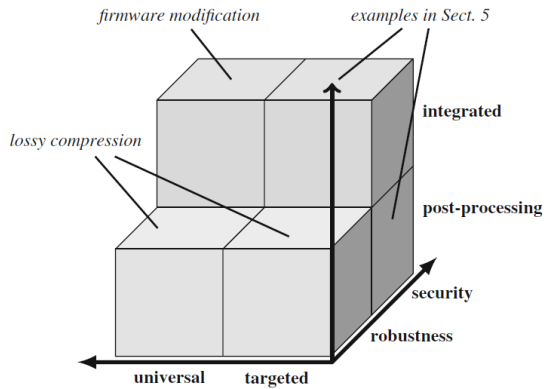 firmware modification
examples in Sect. 5
integrated
lossy compression
post-processing
security
robustness
universal targeted